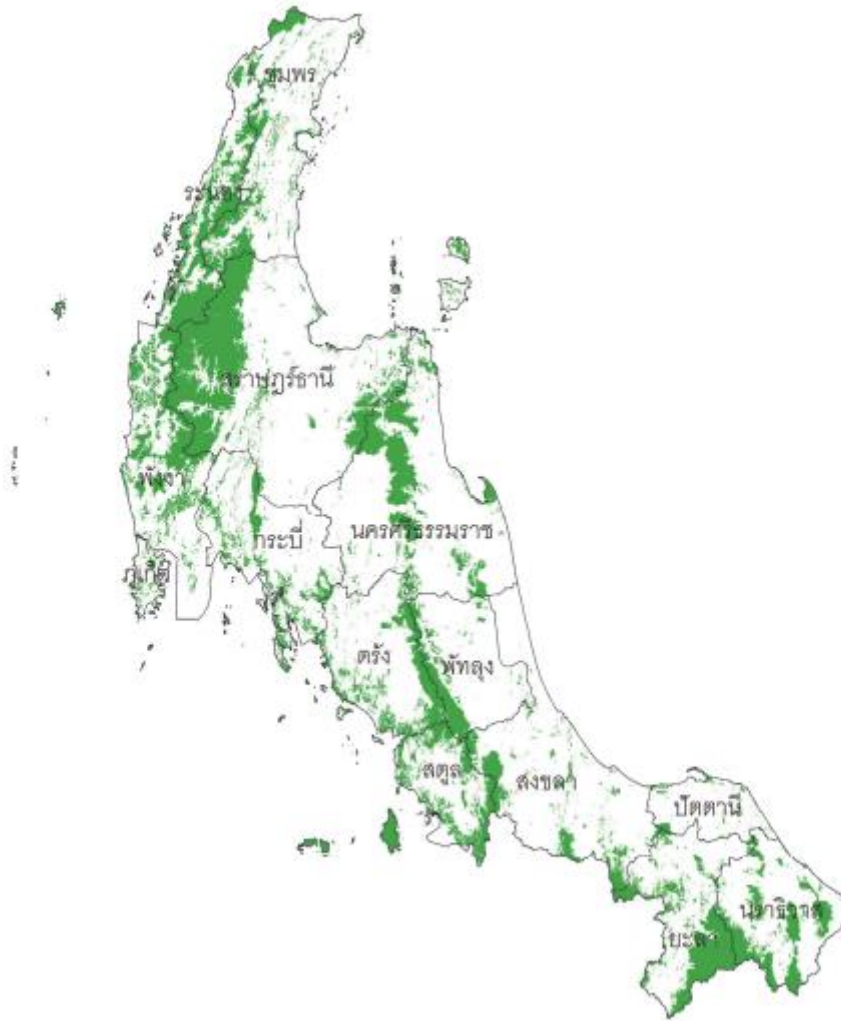 ชุมพร
ระนอง
สุราษฎร์ธานี
พังงา
นครศรีธรรมราช
กระบี่
ภูเก็ต
ตรัง
พัทลุง
สตูล
สงขลา
ปัตตานี
นราธิวาส
ยะลา